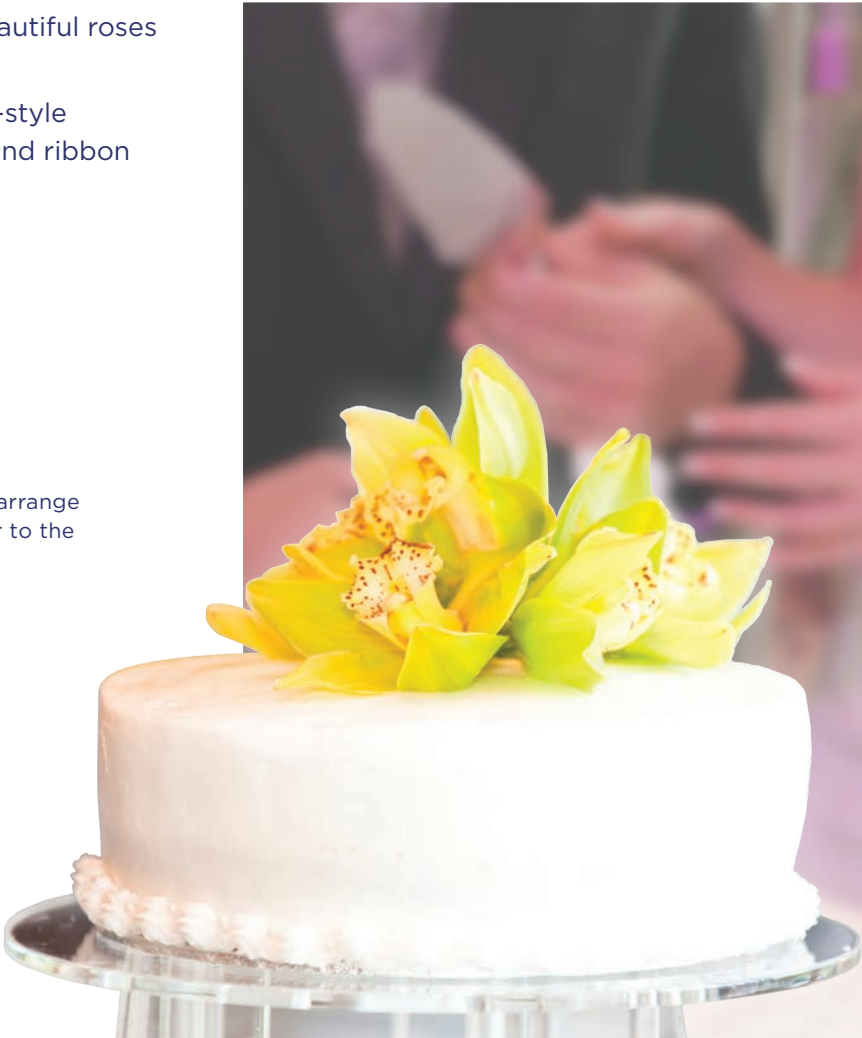 autiful roses
-style
nd ribbon
arrange
to the